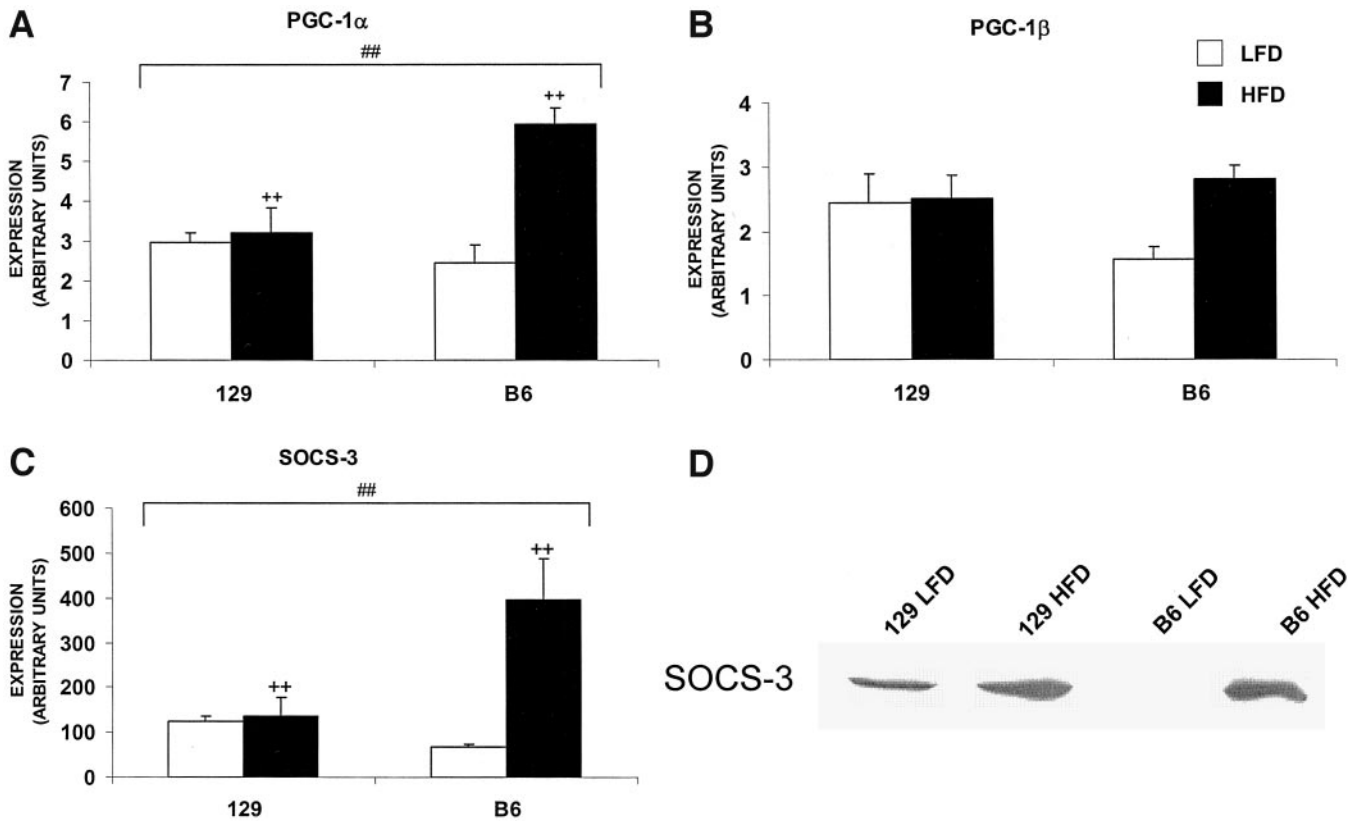 A
PGC-1α
##
EXPRESSION
(ARBITRARY UNITS)
7
6
5
4
3
2
1
0
++
++
129
B6
B
PGC-1β
LFD
HFD
EXPRESSION
(ARBITRARY UNITS)
4
3
2
1
0
129
B6
C
SOCS-3
##
EXPRESSION
(ARBITRARY UNITS)
600
500
400
300
200
100
0
++
++
129
B6
D
129 LFD
129 HFD
B6 LFD
B6 HFD
SOCS-3